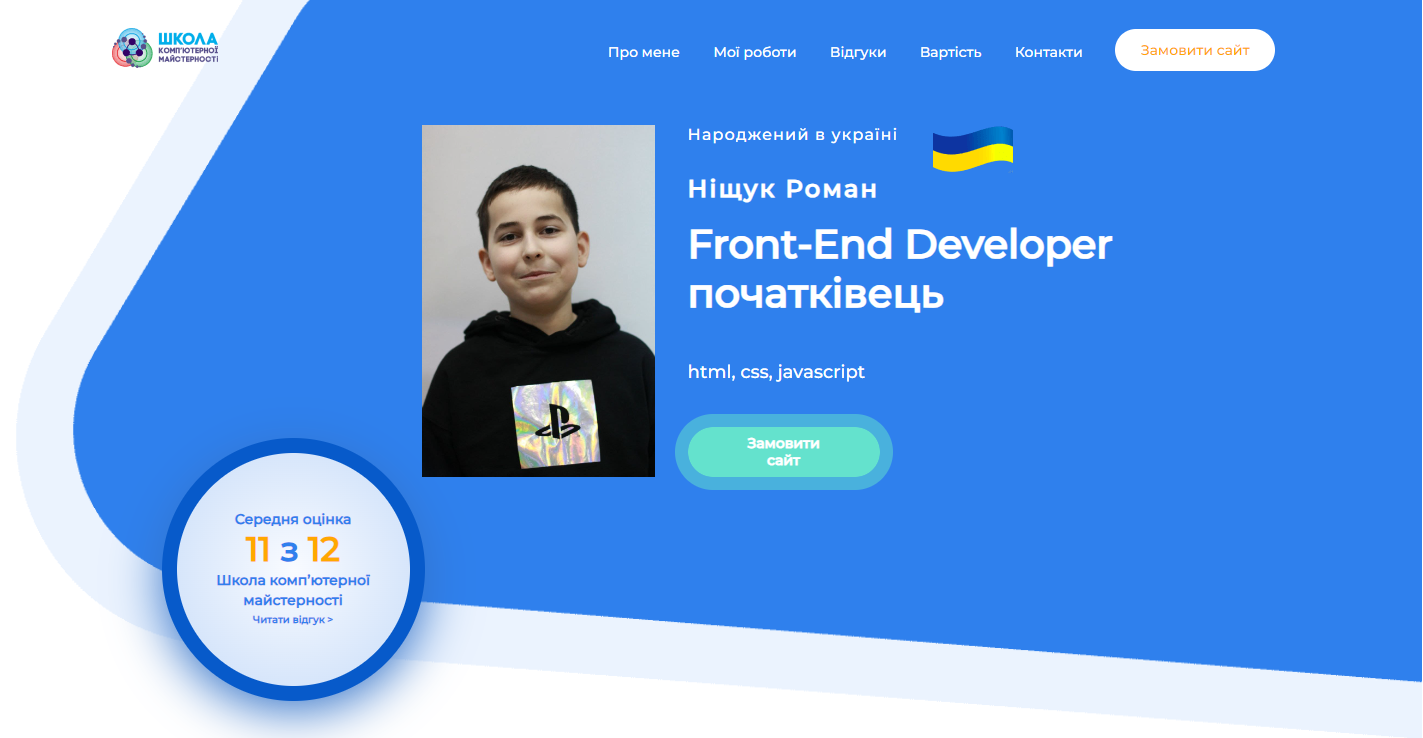 ШКОЛА
КОМП'ЮТЕРНОЇ
МАЙСТЕРНОСТІ
Про мене
Мої роботи
Відгуки
Вартість
Контакти
Замовити сайт
Народжений в україні
Ніщук Роман
Front-End Developer
початківець
html, css, javascript
Замовити
сайт
Середня оцінка
11 з 12
Школа комп’ютерної
майстерності
Читати відгук >